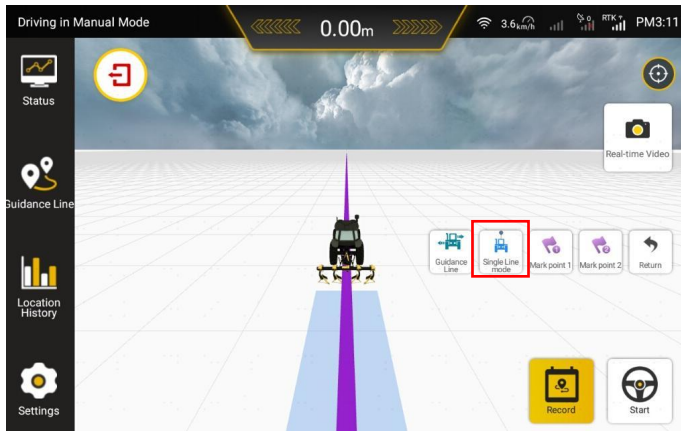 Driving in Manual Mode
0.00m
3.6km/h
RTK
PM3:11
Status
Real-time Video
Guidance Line
Guidance
Line
Single Line
mode
Mark point 1
Mark point 2
Return
Location
History
Settings
Record
Start